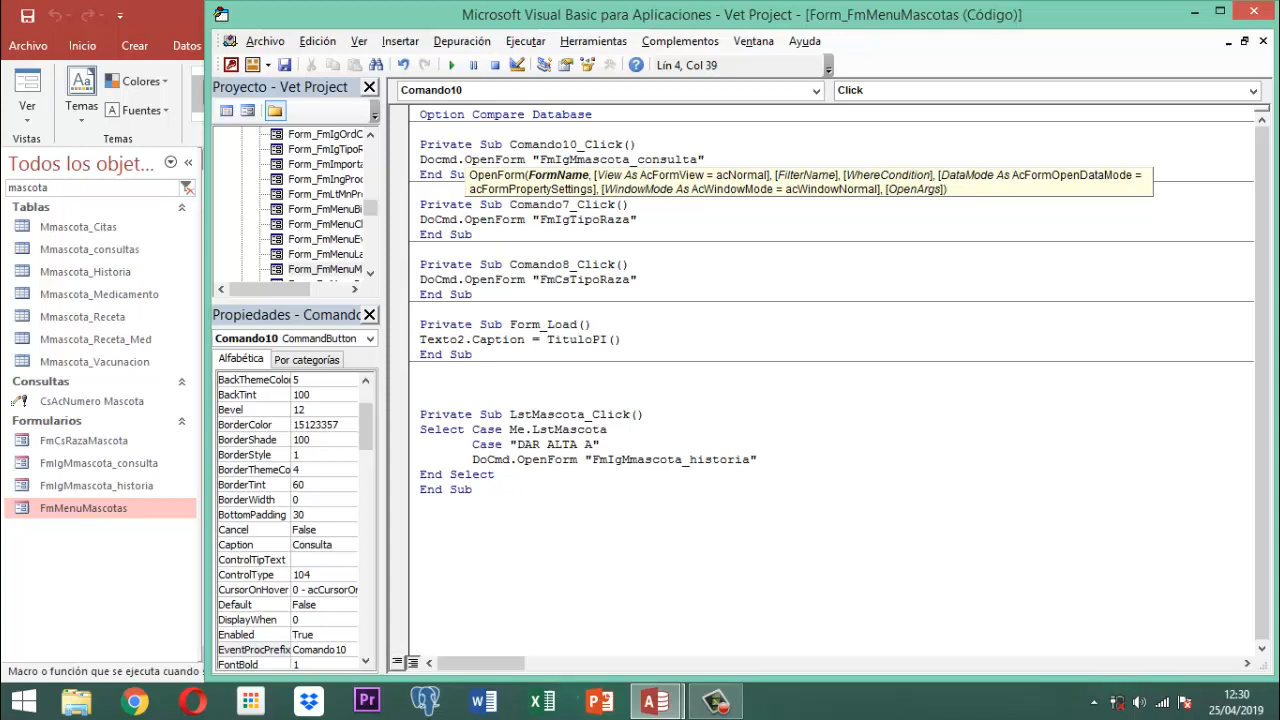 Microsoft Visual Basic para Aplicaciones - Vet Project - [Form_FmMenuMascotas (Código)]
Archivo Inicio Crear Datos
Archivo Edición Ver Insertar Depuración Ejecutar Herramientas Complementos Ventana Ayuda
Lín 4, Col 39
Ver
Vistas
Temas
Colores
Fuentes
Temas
Todos los objet...
mascota
Tablas
Mmascota_Citas
Mmascota_consultas
Mmascota_Historia
Mmascota_Medicamento
Mmascota_Receta
Mmascota_Receta_Med
Mmascota_Vacunacion
Consultas
CsAcNumero Mascota
Formularios
FmCsRazaMascota
FmIgMmascota_consulta
FmIgMmascota_historia
FmMenuMascotas
Macro o función que se ejecuta cuando s
Proyecto - Vet Project
Form_FmIgOrdC
Form_FmIgTipoR
Form_FmImporta
Form_FmIngProc
Form_FmLtMnPr
Form_FmMenuBi
Form_FmMenuCl
Form_FmMenuEv
Form_FmMenuLa
Form_FmMenuM
Propiedades - Comando
Comando10 CommandButton
Alfabética Por categorías
BackThemeColo 5
BackTint 100
Bevel 12
BorderColor 15123357
BorderShade 100
BorderStyle 1
BorderThemeCo 4
BorderTint 60
BorderWidth 0
BottomPadding 30
Cancel False
Caption Consulta
ControlTipText
ControlType 104
CursorOnHover 0 - acCursorOr
Default False
DisplayWhen 0
Enabled True
EventProcPrefix Comando10
FontBold 1
Comando10 Click
Option Compare Database
Private Sub Comando10_Click()
Docmd.OpenForm "FmIgMmascota_consulta"
End Su
OpenForm(FormName, [View As AcFormView = acNormal], [FilterName], [WhereCondition], [DataMode As AcFormOpenDataMode =
acFormPropertySettings], [WindowMode As AcWindowMode = acWindowNormal], [OpenArgs])
Private Sub Comando7_Click()
DoCmd.OpenForm "FmIgTipoRaza"
End Sub
Private Sub Comando8_Click()
DoCmd.OpenForm "FmCsTipoRaza"
End Sub
Private Sub Form_Load()
Texto2.Caption = TituloPI()
End Sub
Private Sub LstMascota_Click()
Select Case Me.LstMascota
Case "DAR ALTA A"
DoCmd.OpenForm "FmIgMmascota_historia"
End Select
End Sub
Pr
12:30
25/04/2019